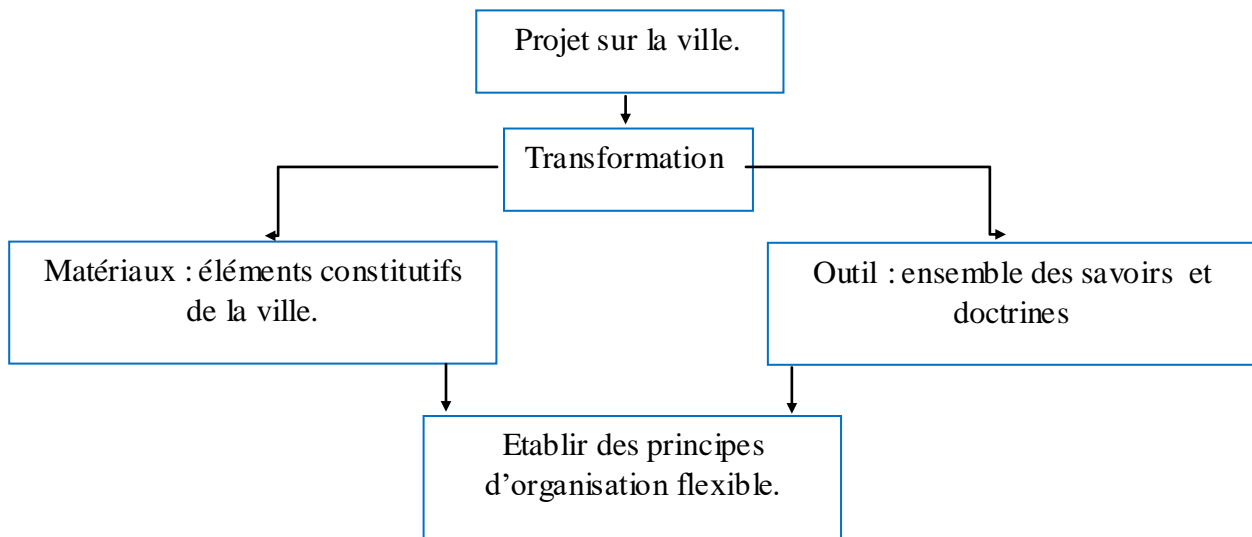 Projet sur la ville.
Transformation
Matériaux : éléments constitutifs
de la ville.
Outil : ensemble des savoirs et
doctrines
Etablir des principes
d’organisation flexible.